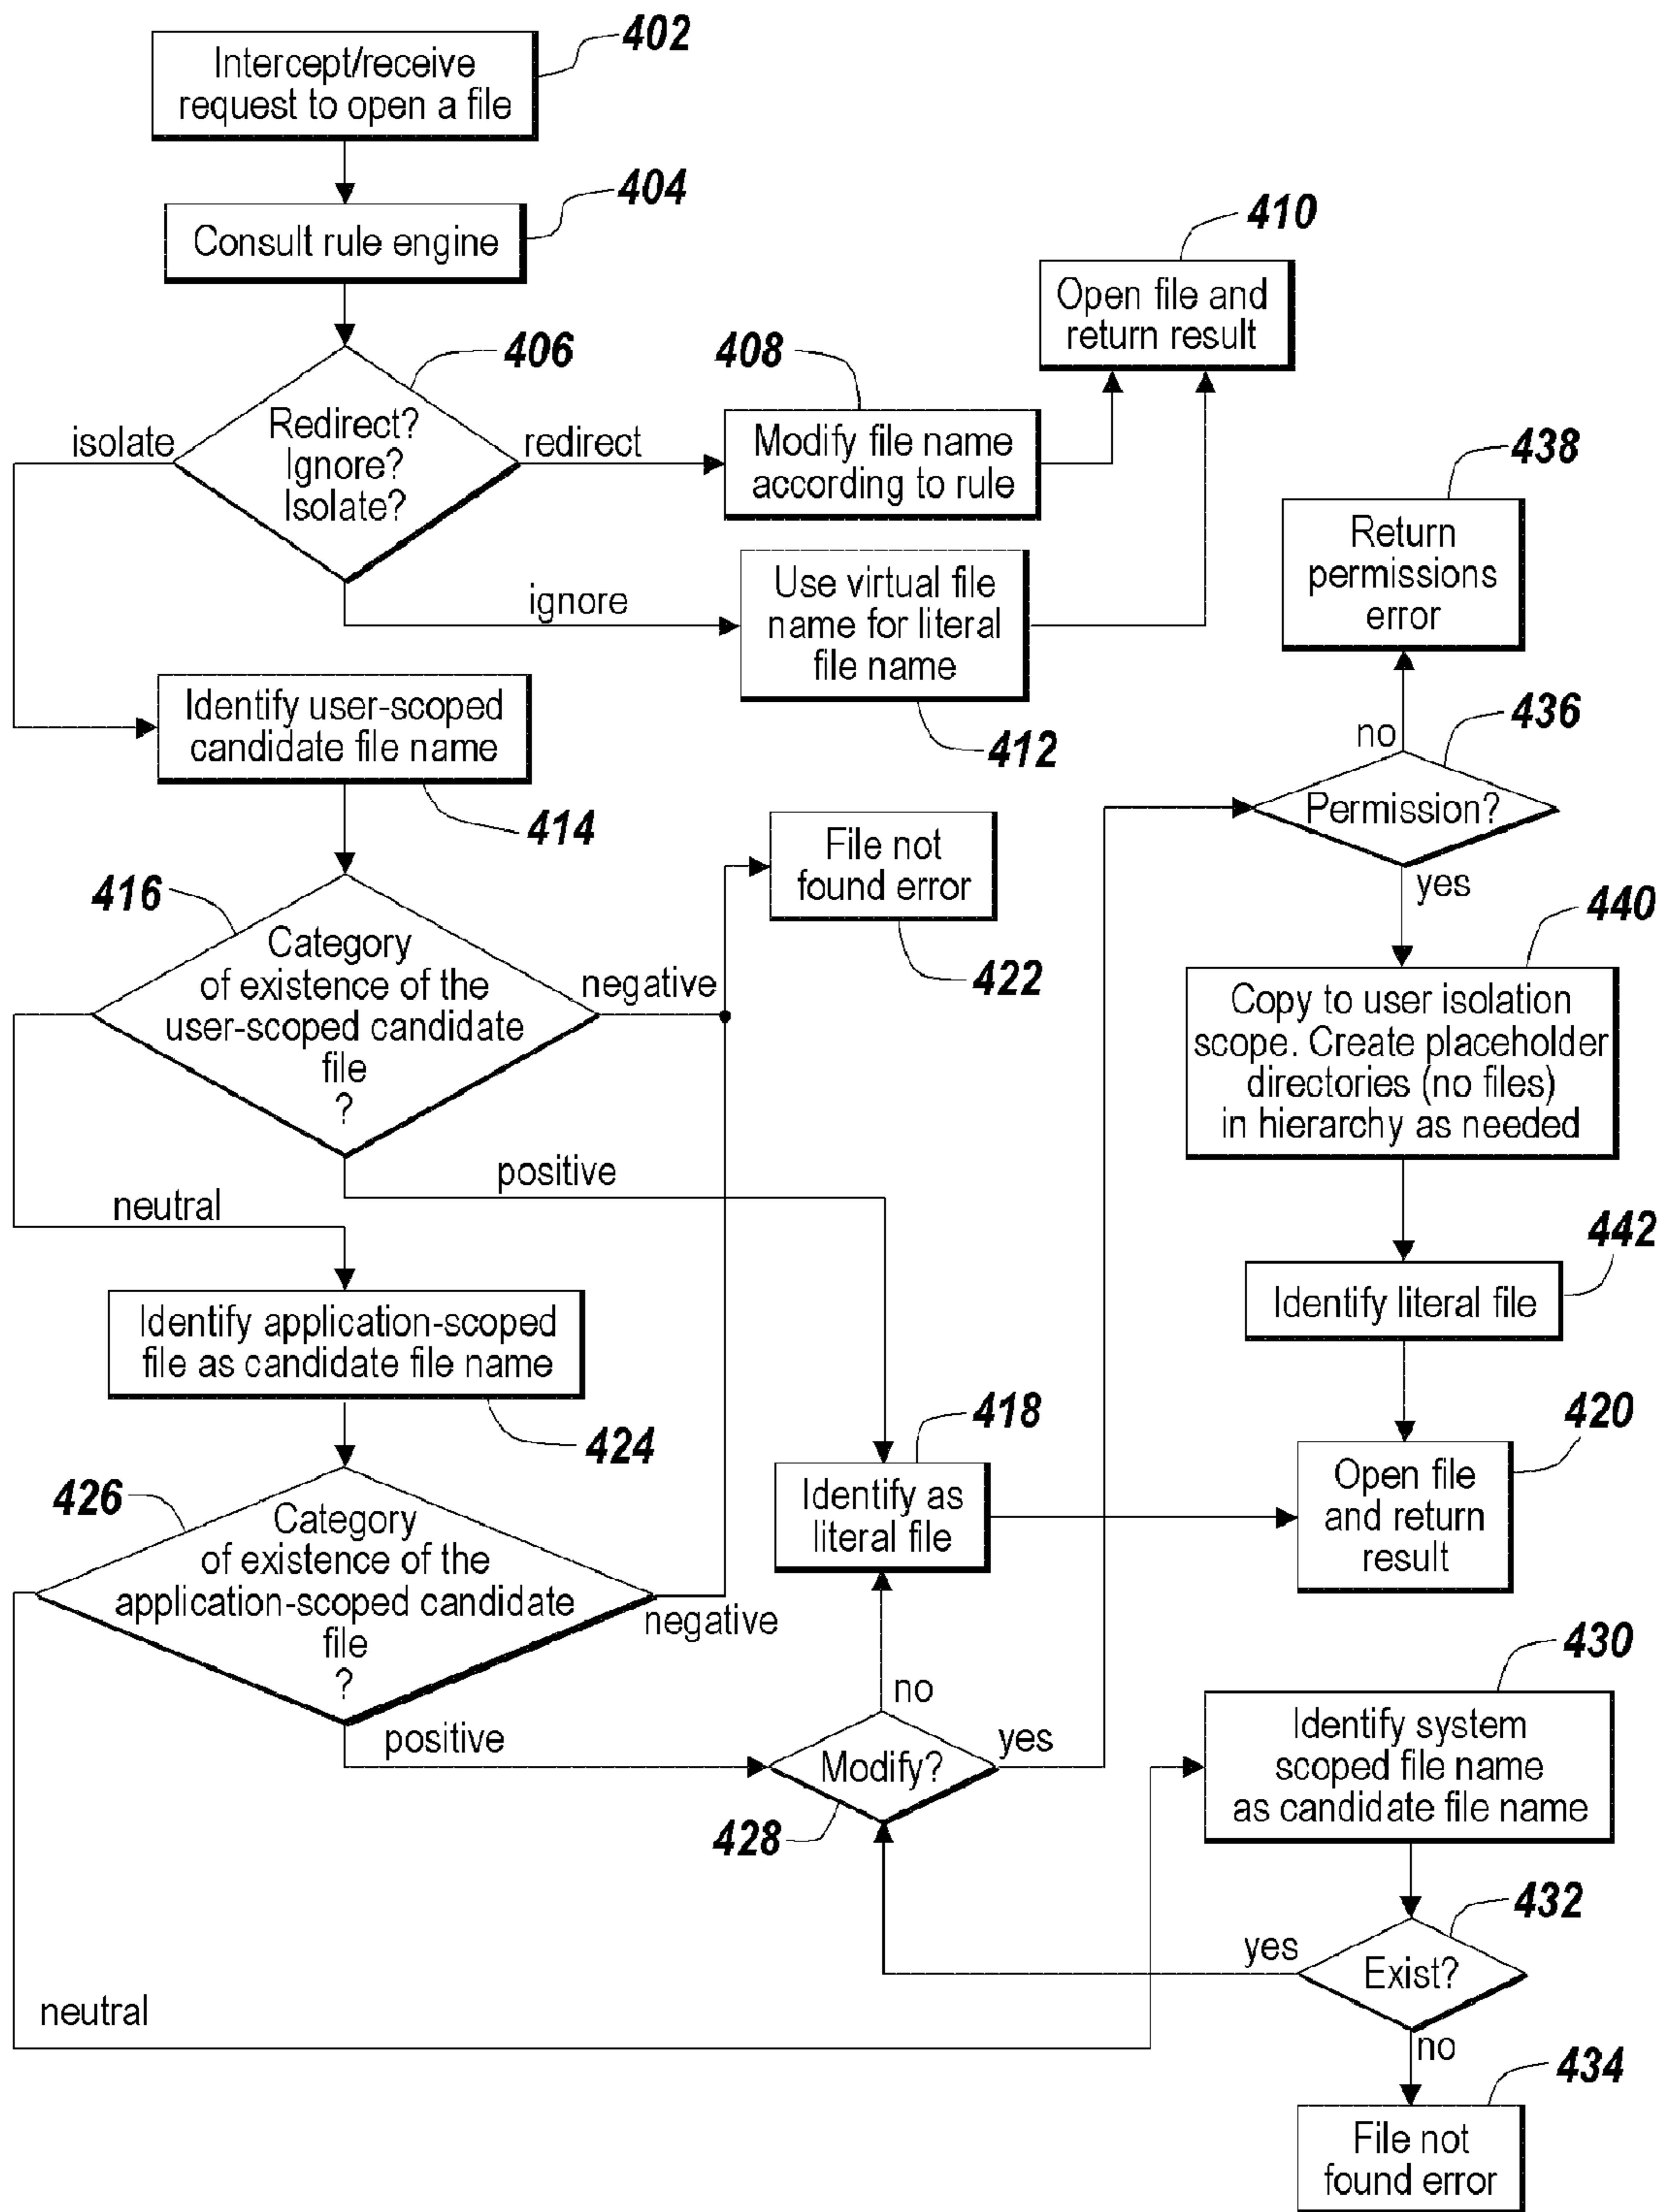 402
Intercept/receive
request to open a file
404
Consult rule engine
410
Open file and
return result
406
Redirect?
Ignore?
Isolate?
isolate
redirect
ignore
408
Modify file name
according to rule
438
Return
permissions
error
Use virtual file
name for literal
file name
412
Identify user-scoped
candidate file name
414
436
no
Permission?
yes
File not
found error
422
416
Category
of existence of the
user-scoped candidate
file
?
negative
positive
neutral
440
Copy to user isolation
scope. Create placeholder
directories (no files)
in hierarchy as needed
442
Identify literal file
Identify application-scoped
file as candidate file name
424
418
Identify as
literal file
420
Open file
and return
result
426
Category
of existence of the
application-scoped candidate
file
?
negative
positive
neutral
no
Modify?
yes
428
430
Identify system
scoped file name
as candidate file name
432
yes
Exist?
no
434
File not
found error